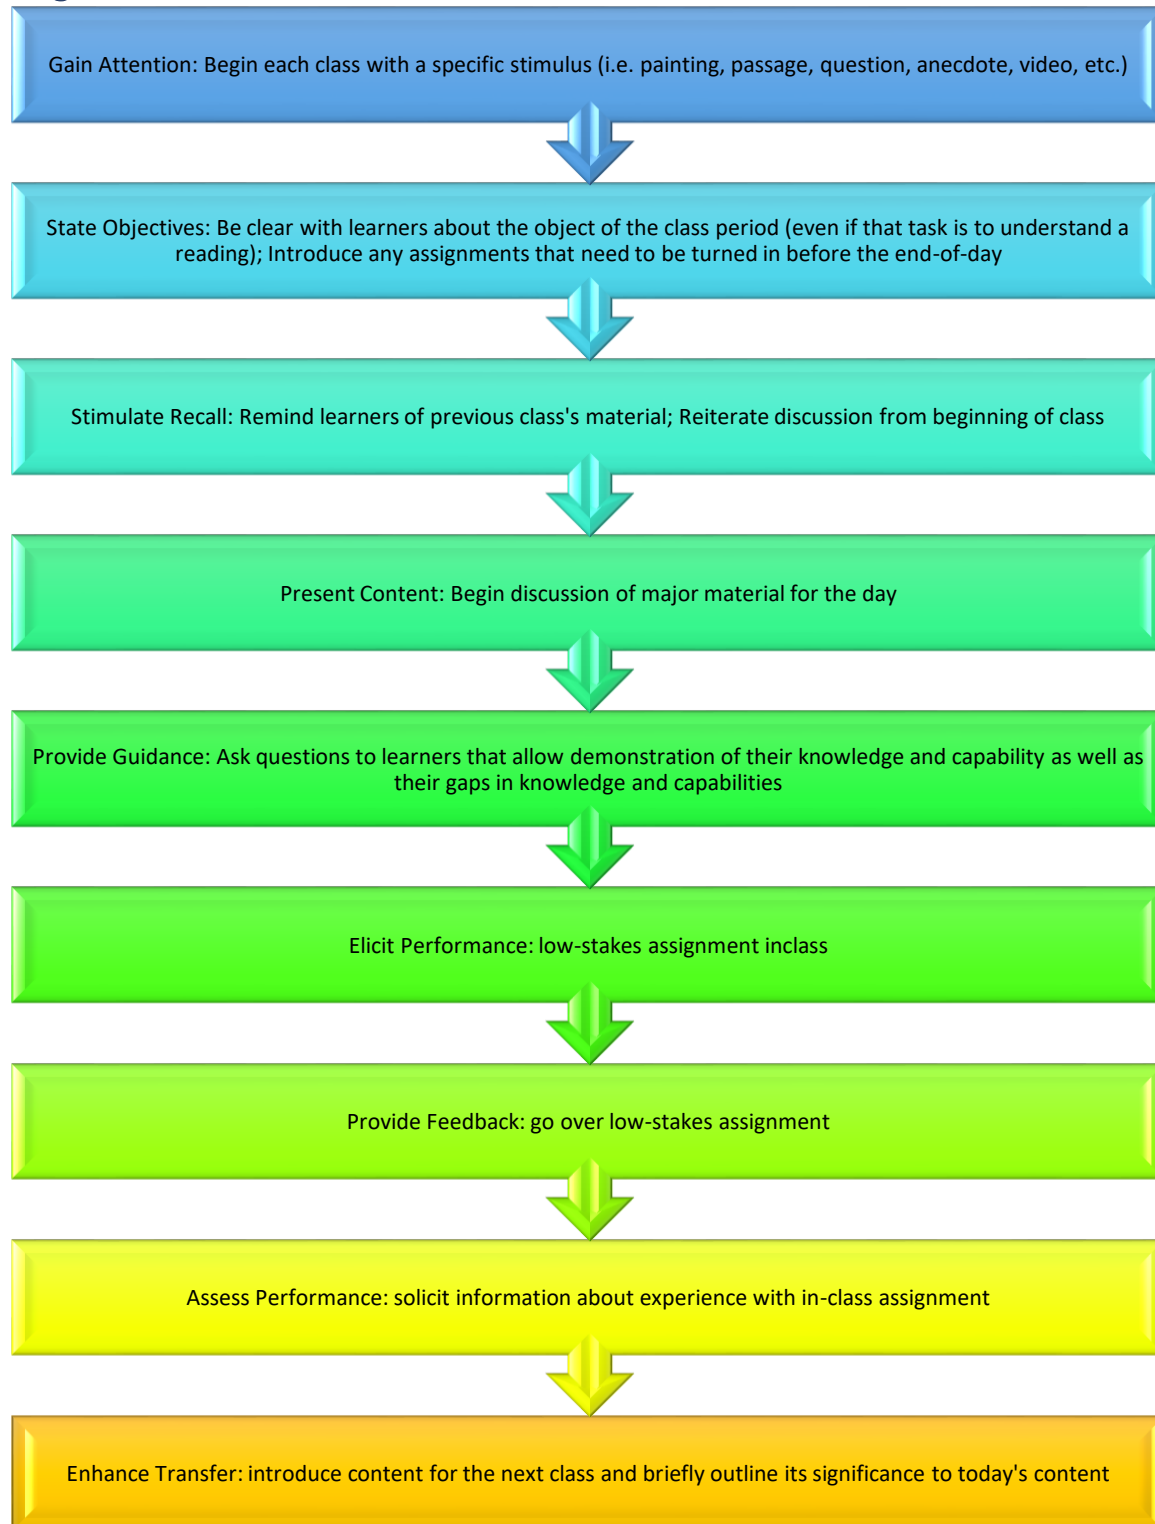 Gain Attention: Begin each class with a specific stimulus (i.e. painting, passage, question, anecdote, video, etc.)
State Objectives: Be clear with learners about the object of the class period (even if that task is to understand a
reading); Introduce any assignments that need to be turned in before the end-of-day
Stimulate Recall: Remind learners of previous class's material; Reiterate discussion from beginning of class
Present Content: Begin discussion of major material for the day
Provide Guidance: Ask questions to learners that allow demonstration of their knowledge and capability as well as
their gaps in knowledge and capabilities
Elicit Performance: low-stakes assignment inclass
Provide Feedback: go over low-stakes assignment
Assess Performance: solicit information about experience with in-class assignment
Enhance Transfer: introduce content for the next class and briefly outline its significance to today's content